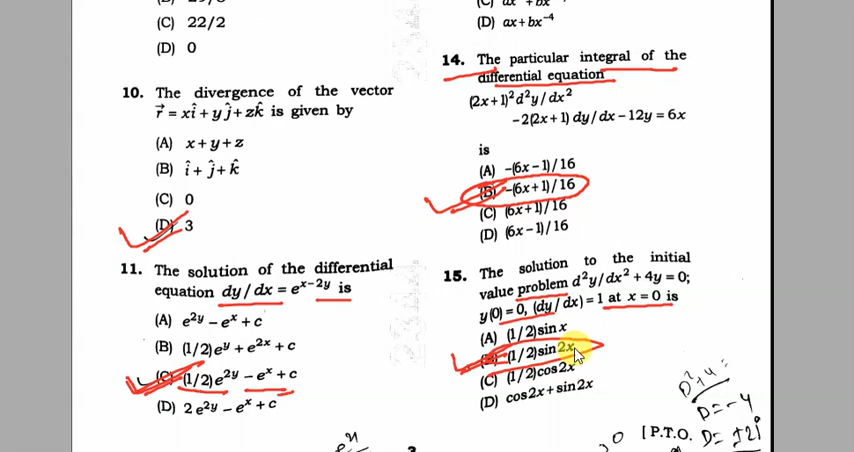 (C) 22/2
(D) 0
10. The divergence of the vector
r⃗ = xî + yĵ + zk̂ is given by
(A) x + y + z
(B) î + ĵ + k̂
(C) 0
(D) 3
11. The solution of the differential
equation dy / dx = e^{x−2y} is
(A) e^{2y} − e^x + c
(B) (1/2)e^y + e^{2x} + c
(C) (1/2)e^{2y} − e^x + c
(D) 2e^{2y} − e^x + c
(D) ax + bx^{−4}
14. The particular integral of the
differential equation
(2x + 1)²d²y / dx²
−2(2x + 1) dy / dx − 12y = 6x
is
(A) −(6x − 1) / 16
(B) −(6x + 1) / 16
(C) (6x + 1) / 16
(D) (6x − 1) / 16
15. The solution to the initial
value problem d²y / dx² + 4y = 0;
y(0) = 0, (dy / dx) = 1 at x = 0 is
(A) (1/2)sin x
(B) (1/2)sin 2x
(C) (1/2)cos 2x
(D) cos 2x + sin 2x
D²+4=
D=-4
[ P.T.O.
D= ±2i